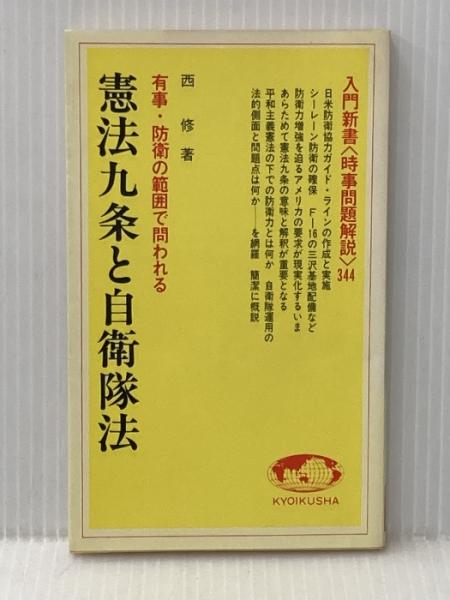 入門新書〈時事問題解説〉344
日米防衛協力ガイド・ラインの作成と実施
シーレーン防衛の確保 F―16の三沢基地配備など
防衛力増強を迫るアメリカの要求が現実化するいま
あらためて憲法九条の意味と解釈が重要となる
平和主義憲法の下での防衛力とは何か 自衛隊運用の
法的側面と問題点は何か――を網羅 簡潔に概説
西 修 著
有事・防衛の範囲で問われる
憲法九条と自衛隊法
KYOIKUSHA